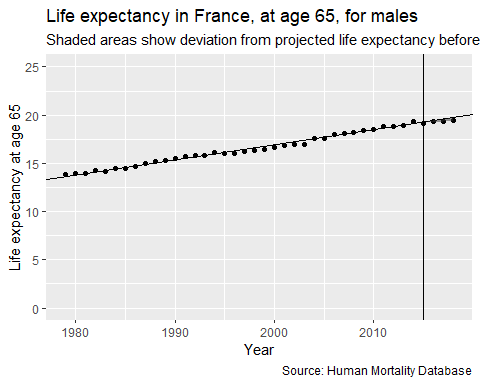 Life expectancy in France, at age 65, for males
Shaded areas show deviation from projected life expectancy before
Life expectancy at age 65
25
20
15
10
5
0
1980
1990
2000
2010
Year
Source: Human Mortality Database